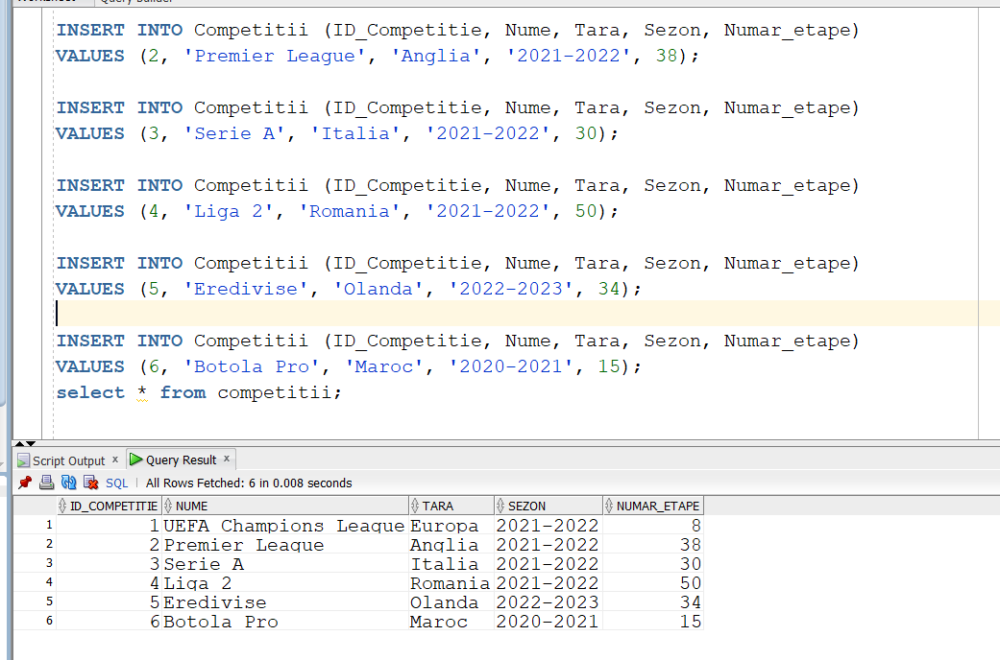 INSERT INTO Competitii (ID_Competitie, Nume, Tara, Sezon, Numar_etape)
VALUES (2, 'Premier League', 'Anglia', '2021-2022', 38);
INSERT INTO Competitii (ID_Competitie, Nume, Tara, Sezon, Numar_etape)
VALUES (3, 'Serie A', 'Italia', '2021-2022', 30);
INSERT INTO Competitii (ID_Competitie, Nume, Tara, Sezon, Numar_etape)
VALUES (4, 'Liga 2', 'Romania', '2021-2022', 50);
INSERT INTO Competitii (ID_Competitie, Nume, Tara, Sezon, Numar_etape)
VALUES (5, 'Eredivise', 'Olanda', '2022-2023', 34);
INSERT INTO Competitii (ID_Competitie, Nume, Tara, Sezon, Numar_etape)
VALUES (6, 'Botola Pro', 'Maroc', '2020-2021', 15);
select * from competitii;
Script Output x Query Result x
SQL | All Rows Fetched: 6 in 0.008 seconds
ID_COMPETITIE NUME TARA SEZON NUMAR_ETAPE
1 1 UEFA Champions League Europa 2021-2022 8
2 2 Premier League Anglia 2021-2022 38
3 3 Serie A Italia 2021-2022 30
4 4 Liga 2 Romania 2021-2022 50
5 5 Eredivise Olanda 2022-2023 34
6 6 Botola Pro Maroc 2020-2021 15